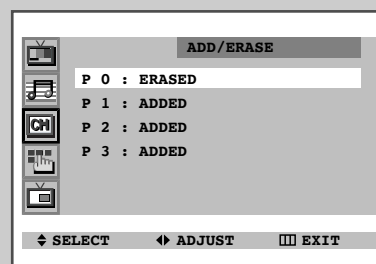 ADD/ERASE
P 0 : ERASED
P 1 : ADDED
P 2 : ADDED
P 3 : ADDED
CH
SELECT ADJUST EXIT